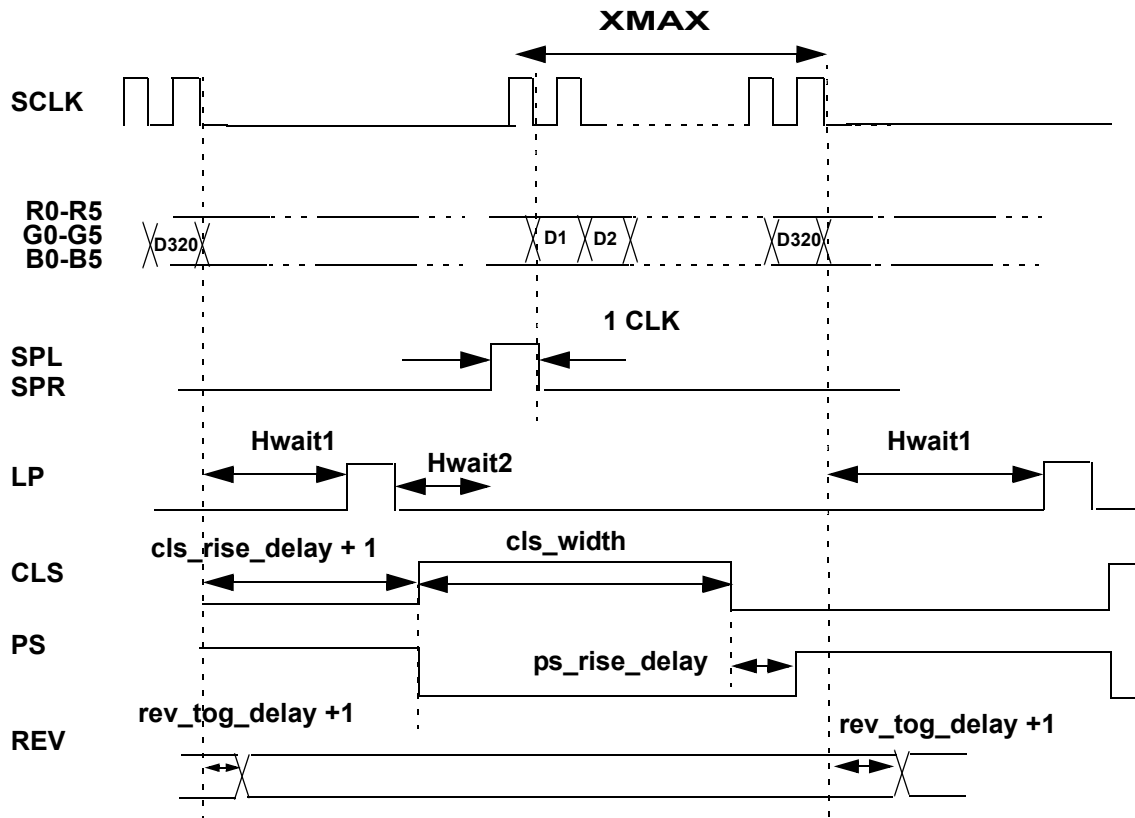 XMAX
SCLK
R0-R5
G0-G5
B0-B5
D320
D1
D2
D320
1 CLK
SPL
SPR
Hwait1
Hwait1
Hwait2
LP
cls_rise_delay + 1
cls_width
CLS
PS
ps_rise_delay
rev_tog_delay +1
rev_tog_delay +1
REV